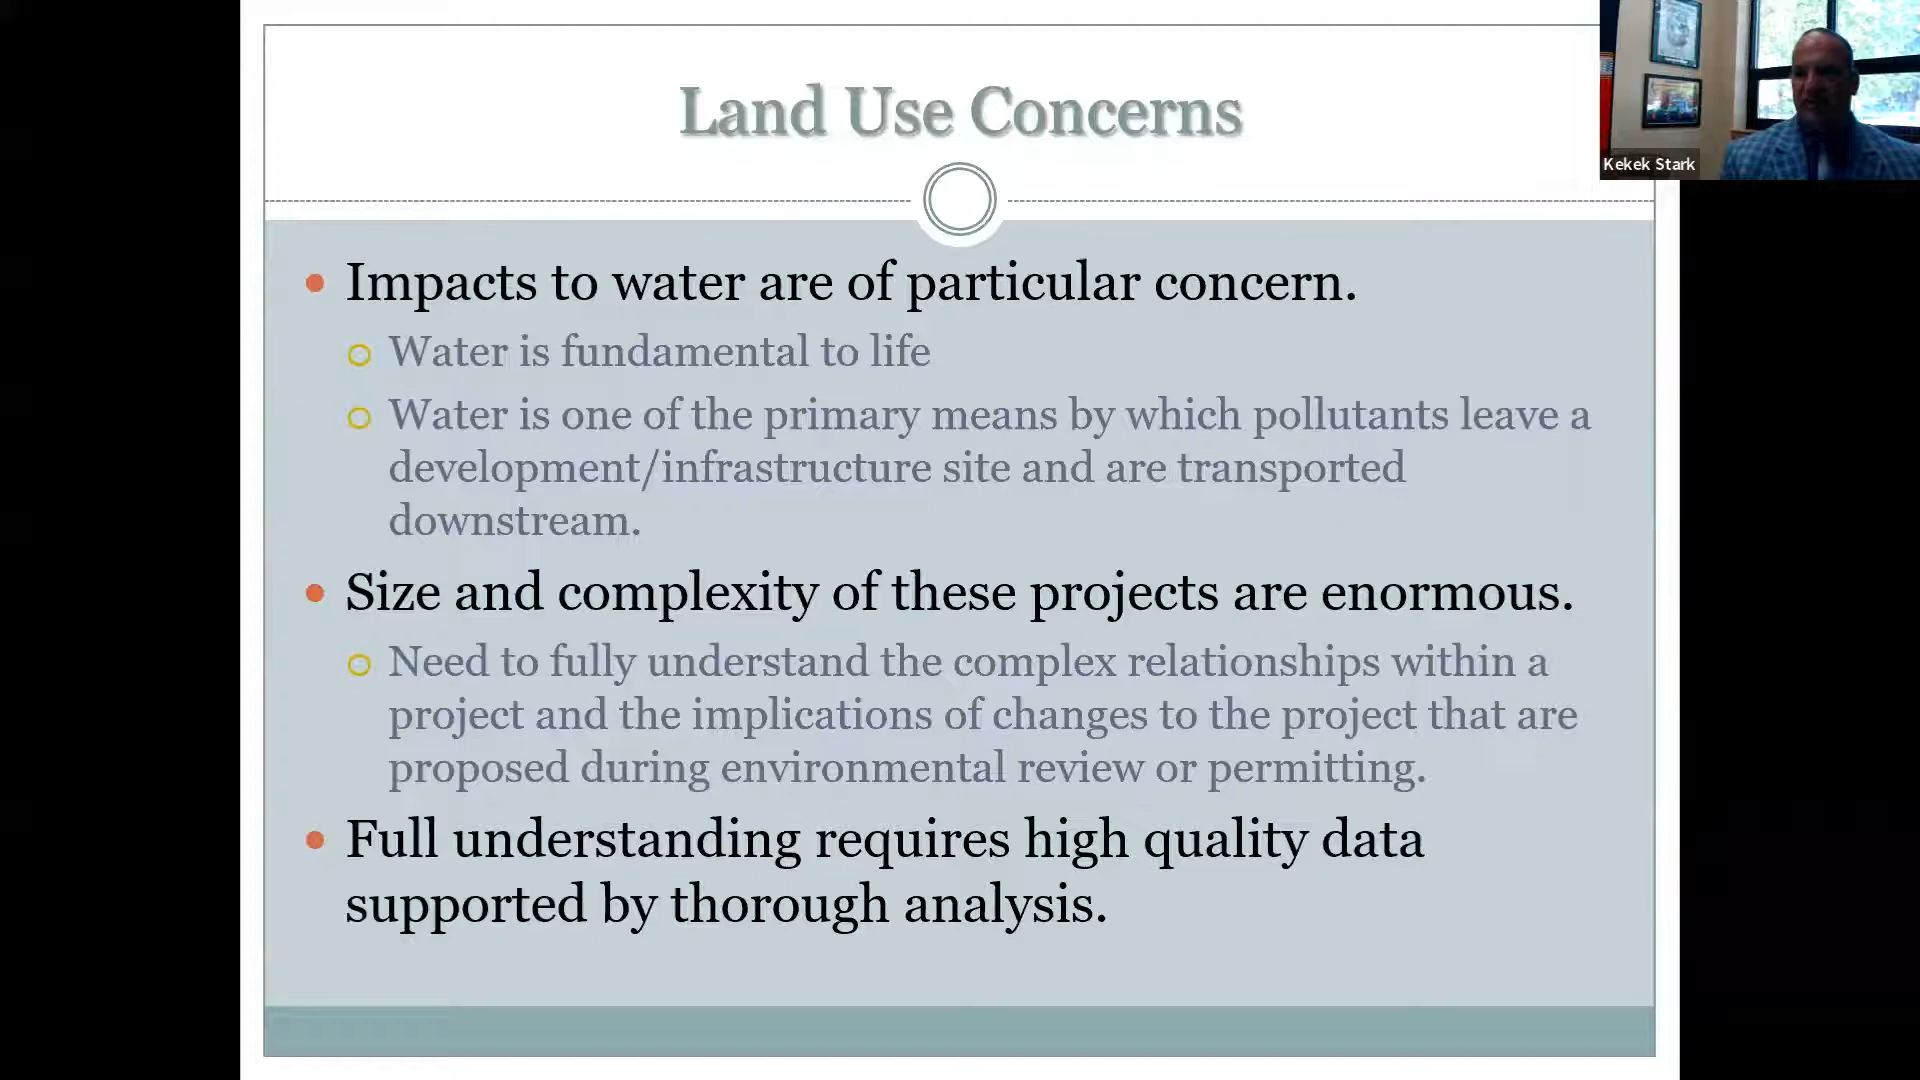 Land Use Concerns
Kekek Stark
• Impacts to water are of particular concern.
○ Water is fundamental to life
○ Water is one of the primary means by which pollutants leave a
development/infrastructure site and are transported
downstream.
• Size and complexity of these projects are enormous.
○ Need to fully understand the complex relationships within a
project and the implications of changes to the project that are
proposed during environmental review or permitting.
• Full understanding requires high quality data
supported by thorough analysis.